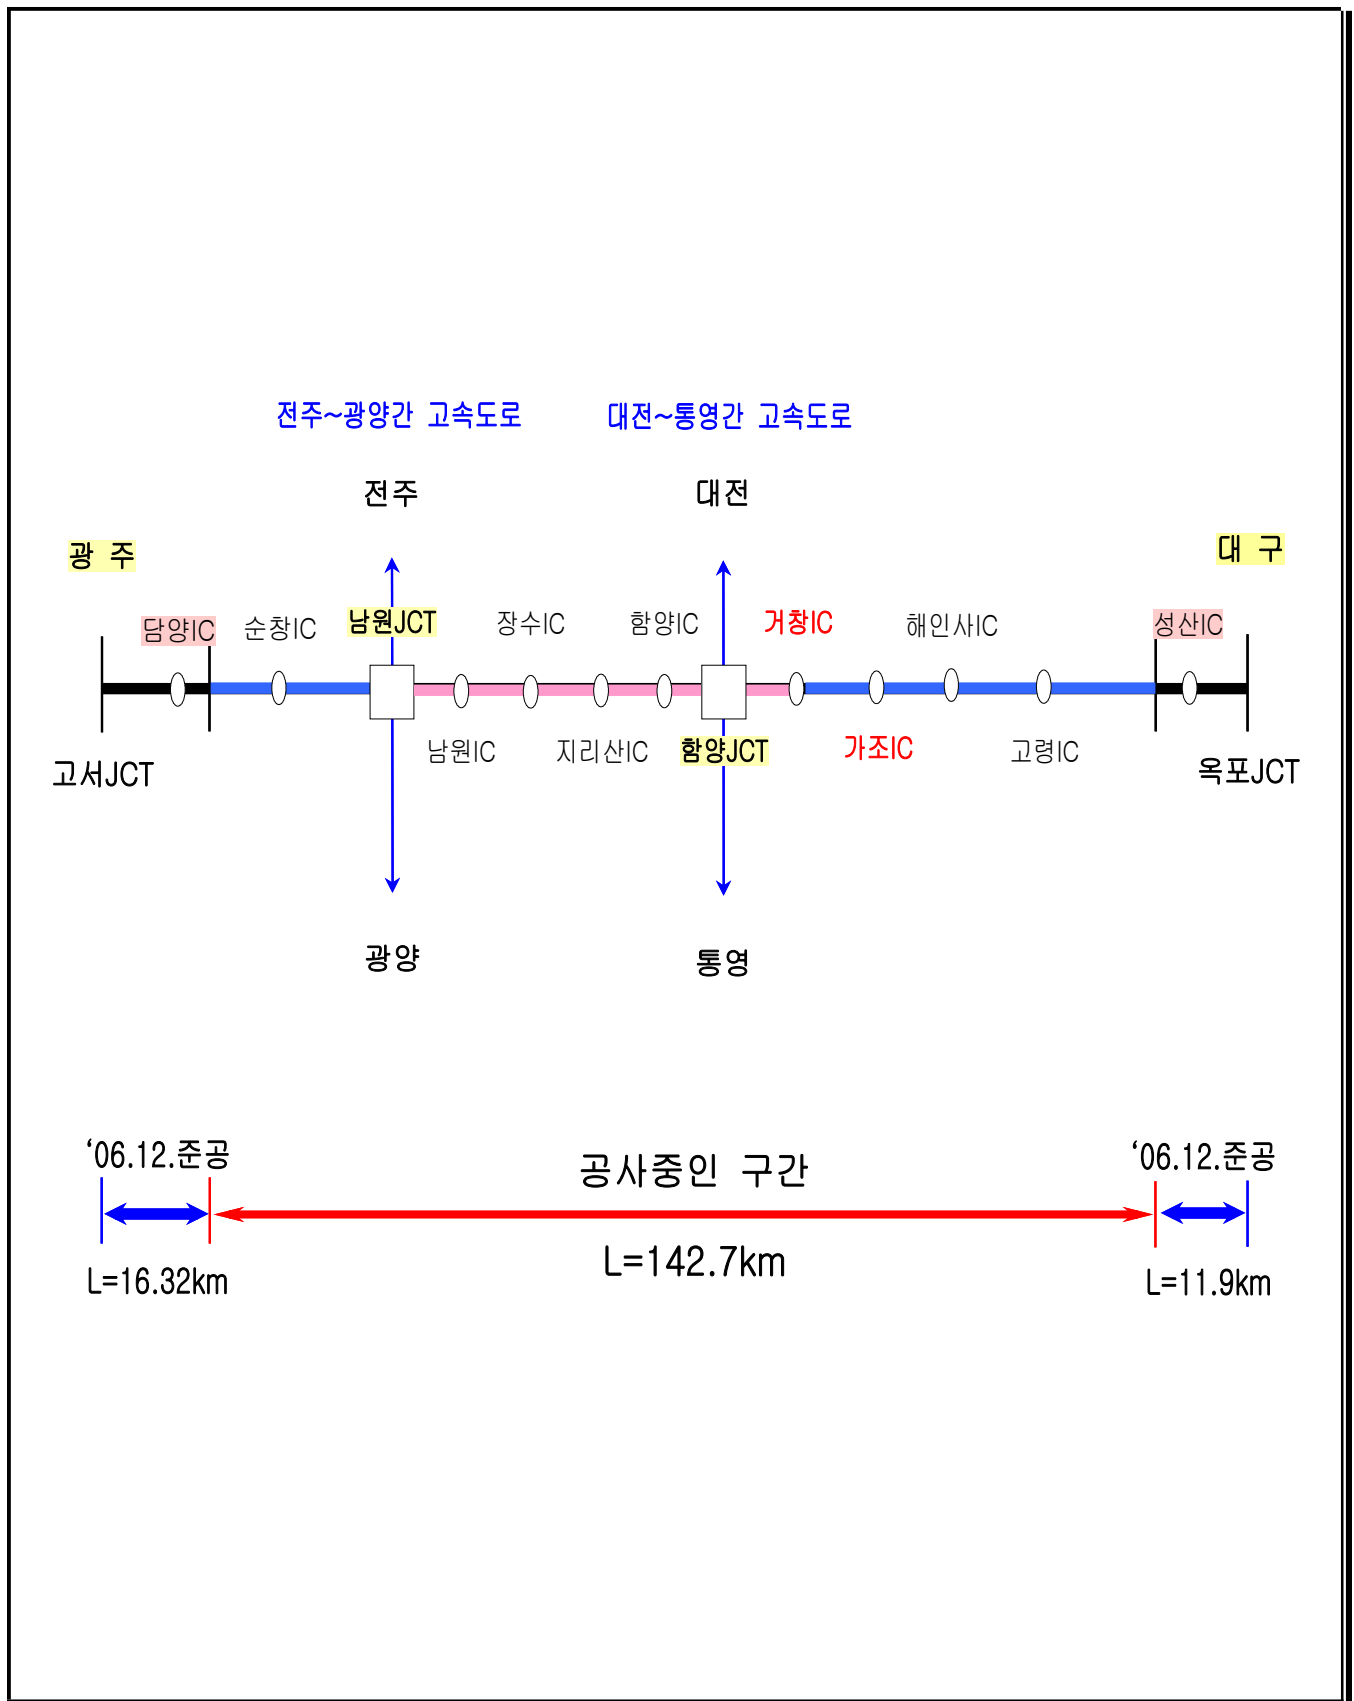 전주~광양간 고속도로
대전~통영간 고속도로
전주
대전
광 주
대 구
담양IC
순창IC
남원JCT
장수IC
함양IC
거창IC
해인사IC
성산IC
고서JCT
남원IC
지리산IC
함양JCT
가조IC
고령IC
옥포JCT
광양
통영
‘06.12.준공
공사중인 구간
‘06.12.준공
L=16.32km
L=142.7km
L=11.9km